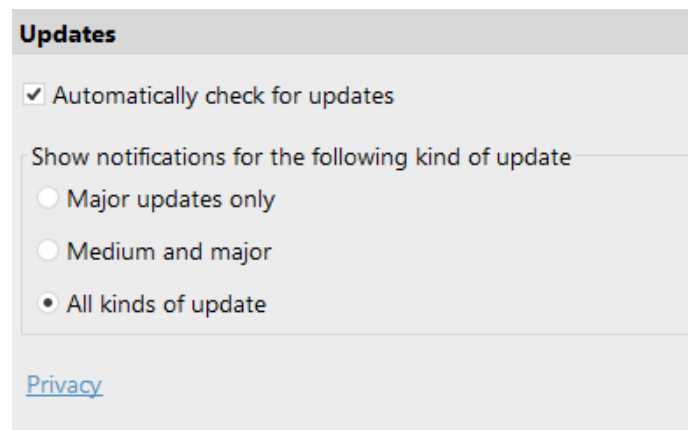 Updates
Automatically check for updates
Show notifications for the following kind of update
Major updates only
Medium and major
All kinds of update
Privacy